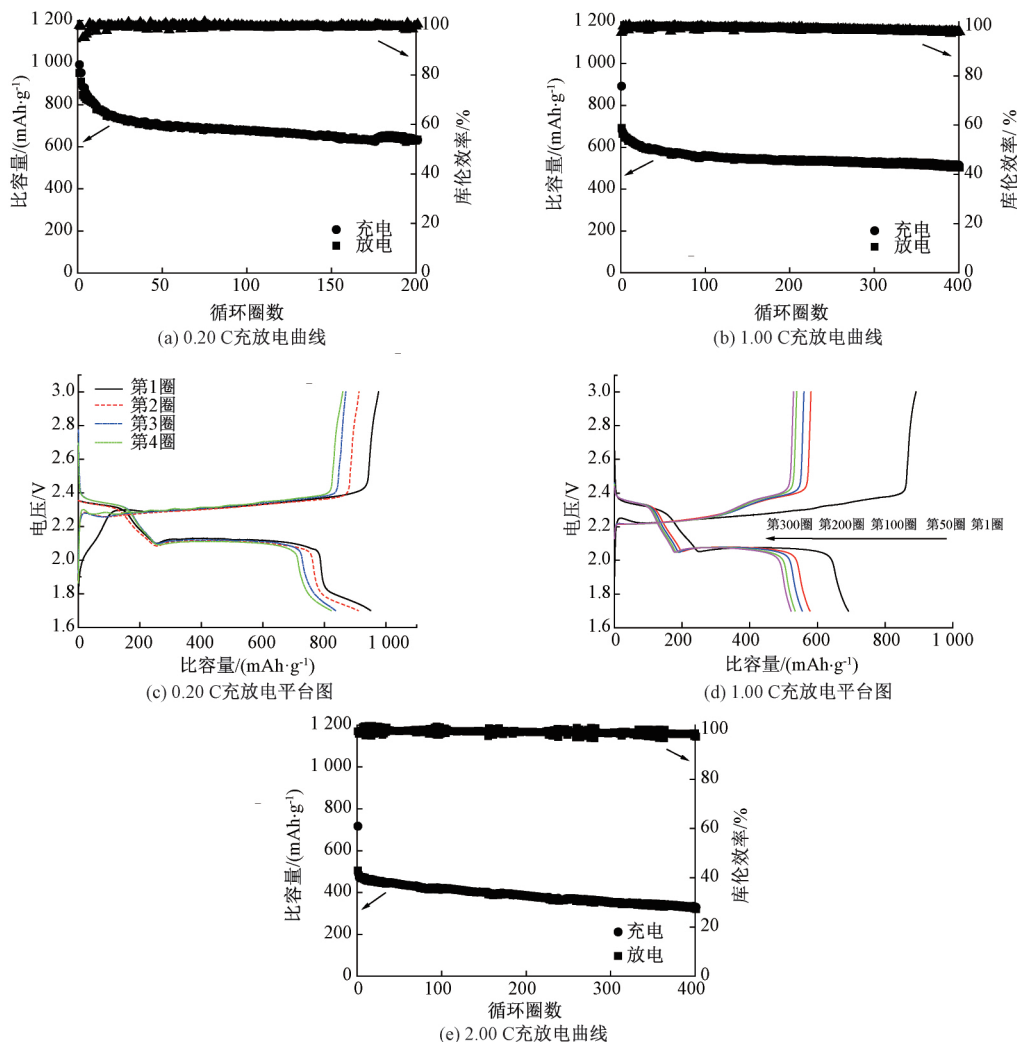 1 200
1 000
800
600
400
200
0
比容量/(mAh·g⁻¹)
100
80
60
40
20
0
库伦效率/%
充电
放电
0 50 100 150 200
循环圈数
(a) 0.20 C充放电曲线
1 200
1 000
800
600
400
200
0
比容量/(mAh·g⁻¹)
100
80
60
40
20
0
库伦效率/%
充电
放电
0 100 200 300 400
循环圈数
(b) 1.00 C充放电曲线
3.0
2.8
2.4
2.0
1.8
1.6
电压/V
第1圈
第2圈
第3圈
第4圈
0 200 400 600 800 1 000
比容量/(mAh·g⁻¹)
(c) 0.20 C充放电平台图
3.0
2.8
2.6
2.4
2.2
2.0
1.8
1.6
电压/V
第300圈 第200圈 第100圈 第50圈 第1圈
0 200 400 600 800 1 000
比容量/(mAh·g⁻¹)
(d) 1.00 C充放电平台图
1 200
1 000
800
600
400
200
0
比容量/(mAh·g⁻¹)
100
80
60
40
20
0
库伦效率/%
充电
放电
0 100 200 300 400
循环圈数
(e) 2.00 C充放电曲线